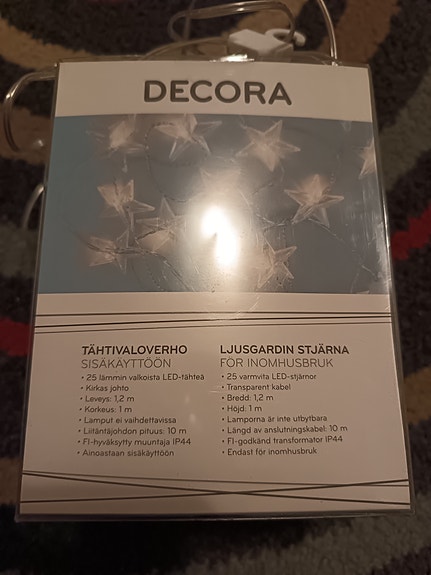 DECORA
TÄHTIVALOVERHO
SISÄKÄYTTÖÖN
• 25 lämmin valkoista LED-tähteä
• Kirkas johto
• Leveys: 1,2 m
• Korkeus: 1 m
• Lamput ei vaihdettavissa
• Liitäntäjohdon pituus: 10 m
• FI-hyväksytty muuntaja IP44
• Ainoastaan sisäkäyttöön
LJUSGARDIN STJÄRNA
FÖR INOMHUSBRUK
• 25 varmvita LED-stjärnor
• Transparent kabel
• Bredd: 1,2 m
• Höjd: 1 m
• Lamporna är inte utbytbara
• Längd av anslutningskabel: 10 m
• FI-godkänd transformator IP44
• Endast för inomhusbruk